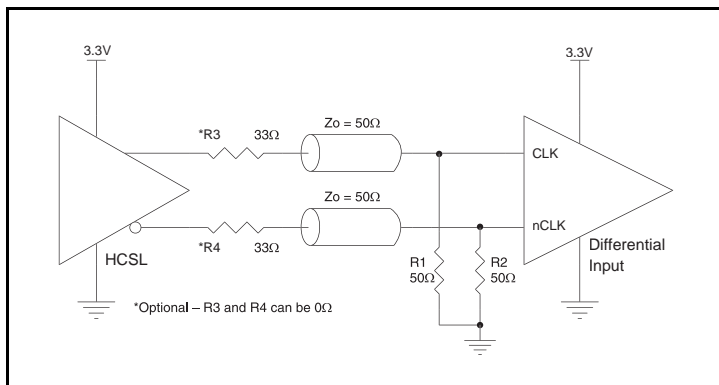 3.3V
3.3V
*R3 33Ω
Zo = 50Ω
CLK
Zo = 50Ω
nCLK
*R4 33Ω
HCSL
R1
50Ω
R2
50Ω
Differential
Input
*Optional – R3 and R4 can be 0Ω